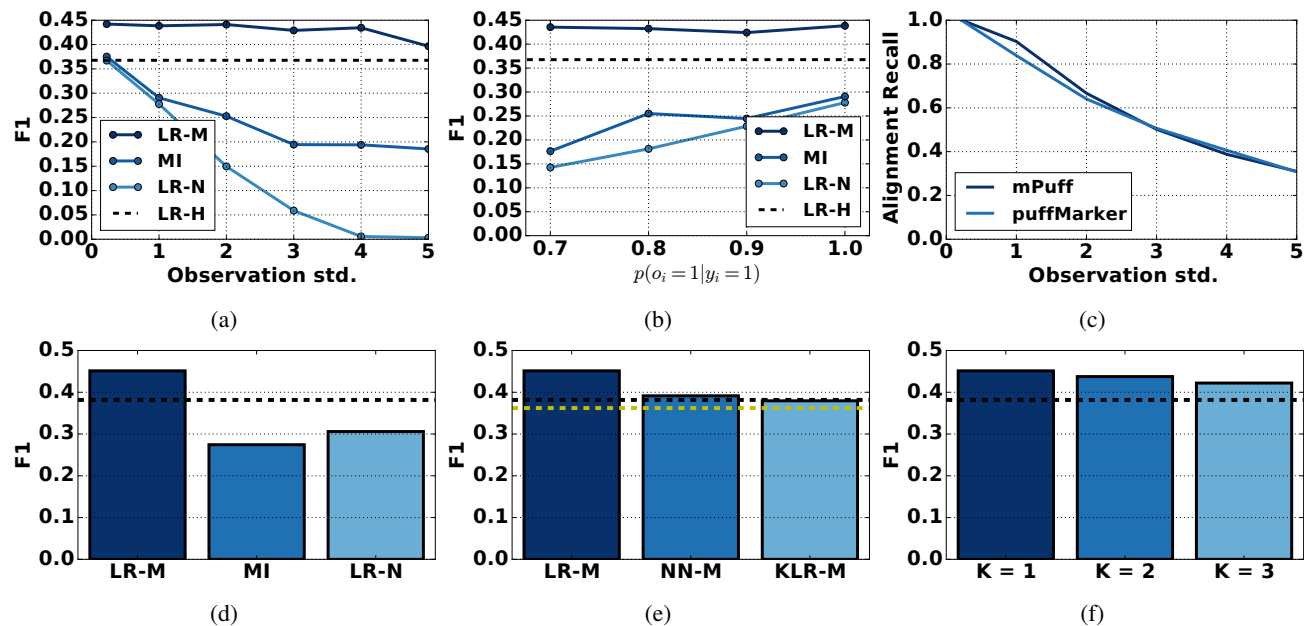 0.45
0.40
0.35
0.30
0.25
0.20
0.15
0.10
0.05
0.00
F1
LR-M
MI
LR-N
LR-H
0 1 2 3 4 5
Observation std.
(a)
0.45
0.40
0.35
0.30
0.25
0.20
0.15
0.10
0.05
0.00
F1
LR-M
MI
LR-N
LR-H
0.7 0.8 0.9 1.0
p(o_i = 1|y_i = 1)
(b)
1.0
0.8
0.6
0.4
0.2
0.0
Alignment Recall
mPuff
puffMarker
0 1 2 3 4 5
Observation std.
(c)
0.5
0.4
0.3
0.2
0.1
0.0
F1
LR-M MI LR-N
(d)
0.5
0.4
0.3
0.2
0.1
0.0
F1
LR-M NN-M KLR-M
(e)
0.5
0.4
0.3
0.2
0.1
0.0
F1
K = 1 K = 2 K = 3
(f)